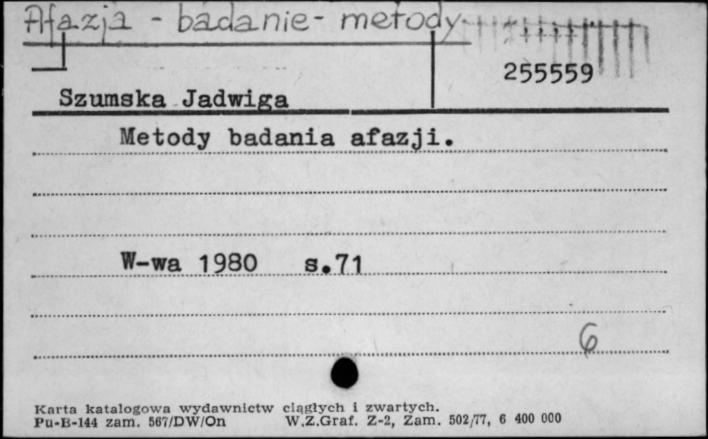 Afazja - badanie - metody
255559
Szumska Jadwiga
Metody badania afazji.
W-wa 1980 s.71
6
Karta katalogowa wydawnictw ciągłych i zwartych.
Pu-B-144 zam. 567/DW/On W.Z.Graf. Z-2, Zam. 502/77, 6 400 000